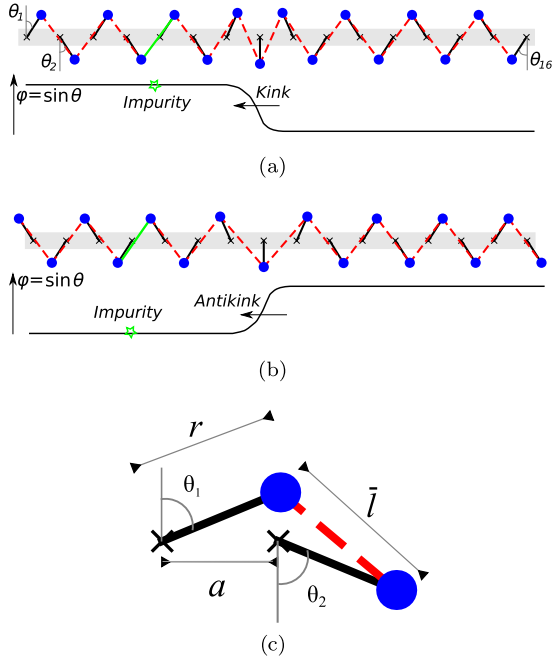 θ1
θ2
θ16
φ=sinθ
Impurity
Kink
(a)
φ=sinθ
Impurity
Antikink
(b)
r
θ1
l̄
a
θ2
(c)